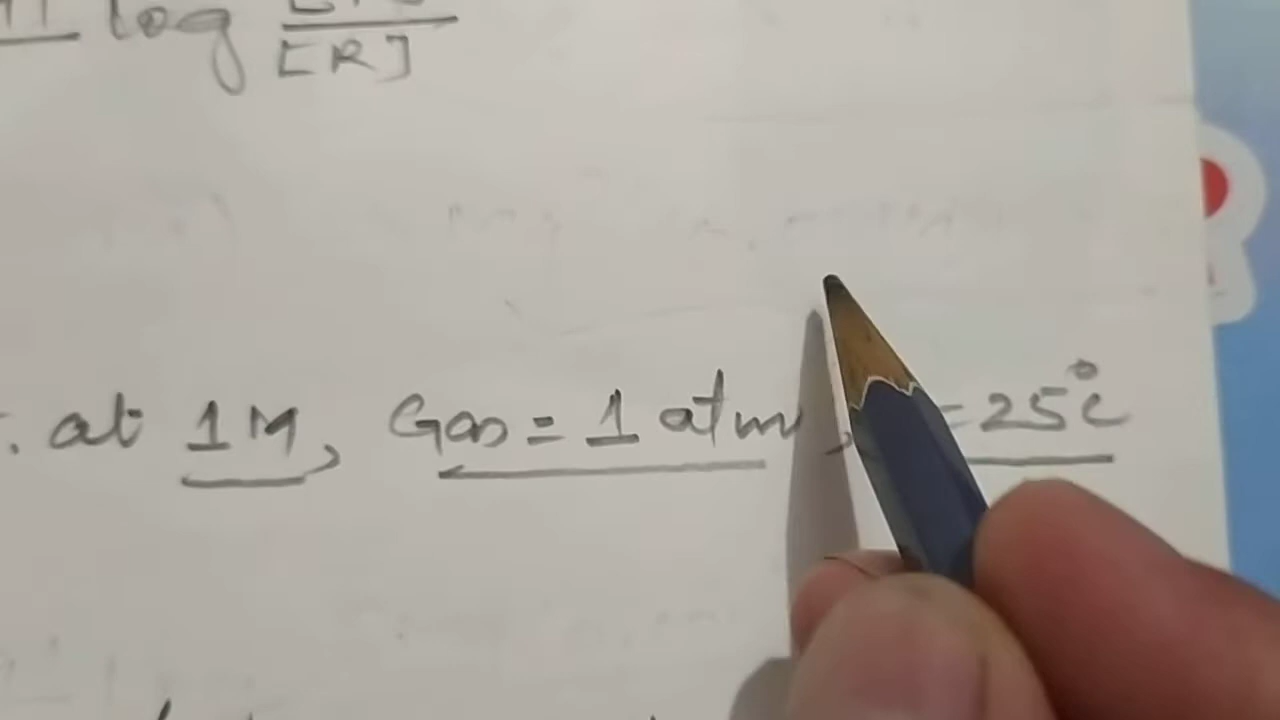 log
[R]
at 1M, Gas = 1 atm, = 25°C